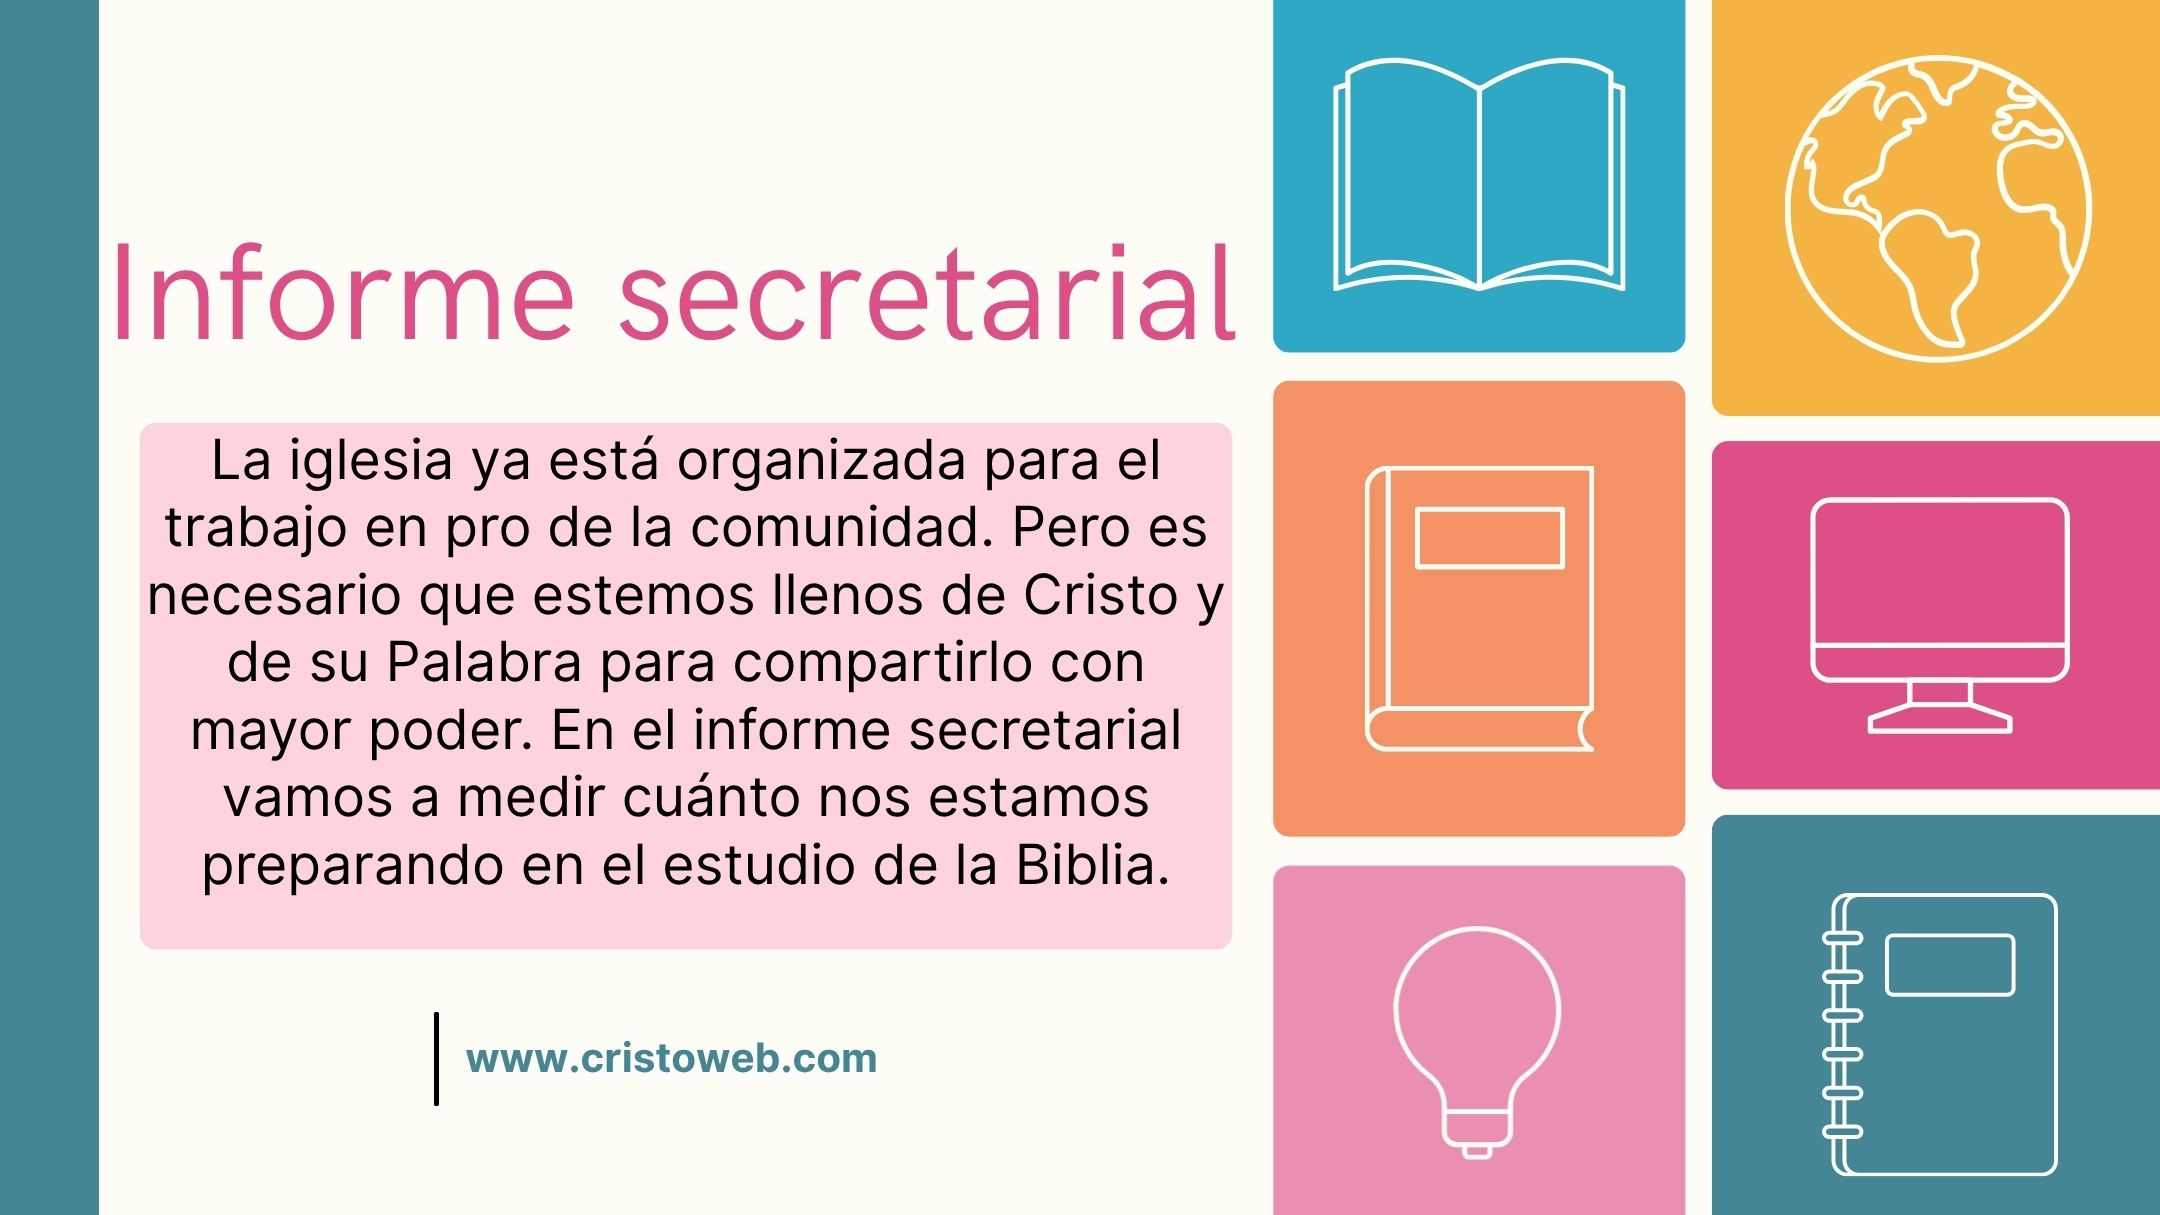 Informe secretarial
La iglesia ya está organizada para el
trabajo en pro de la comunidad. Pero es
necesario que estemos llenos de Cristo y
de su Palabra para compartirlo con
mayor poder. En el informe secretarial
vamos a medir cuánto nos estamos
preparando en el estudio de la Biblia.
www.cristoweb.com